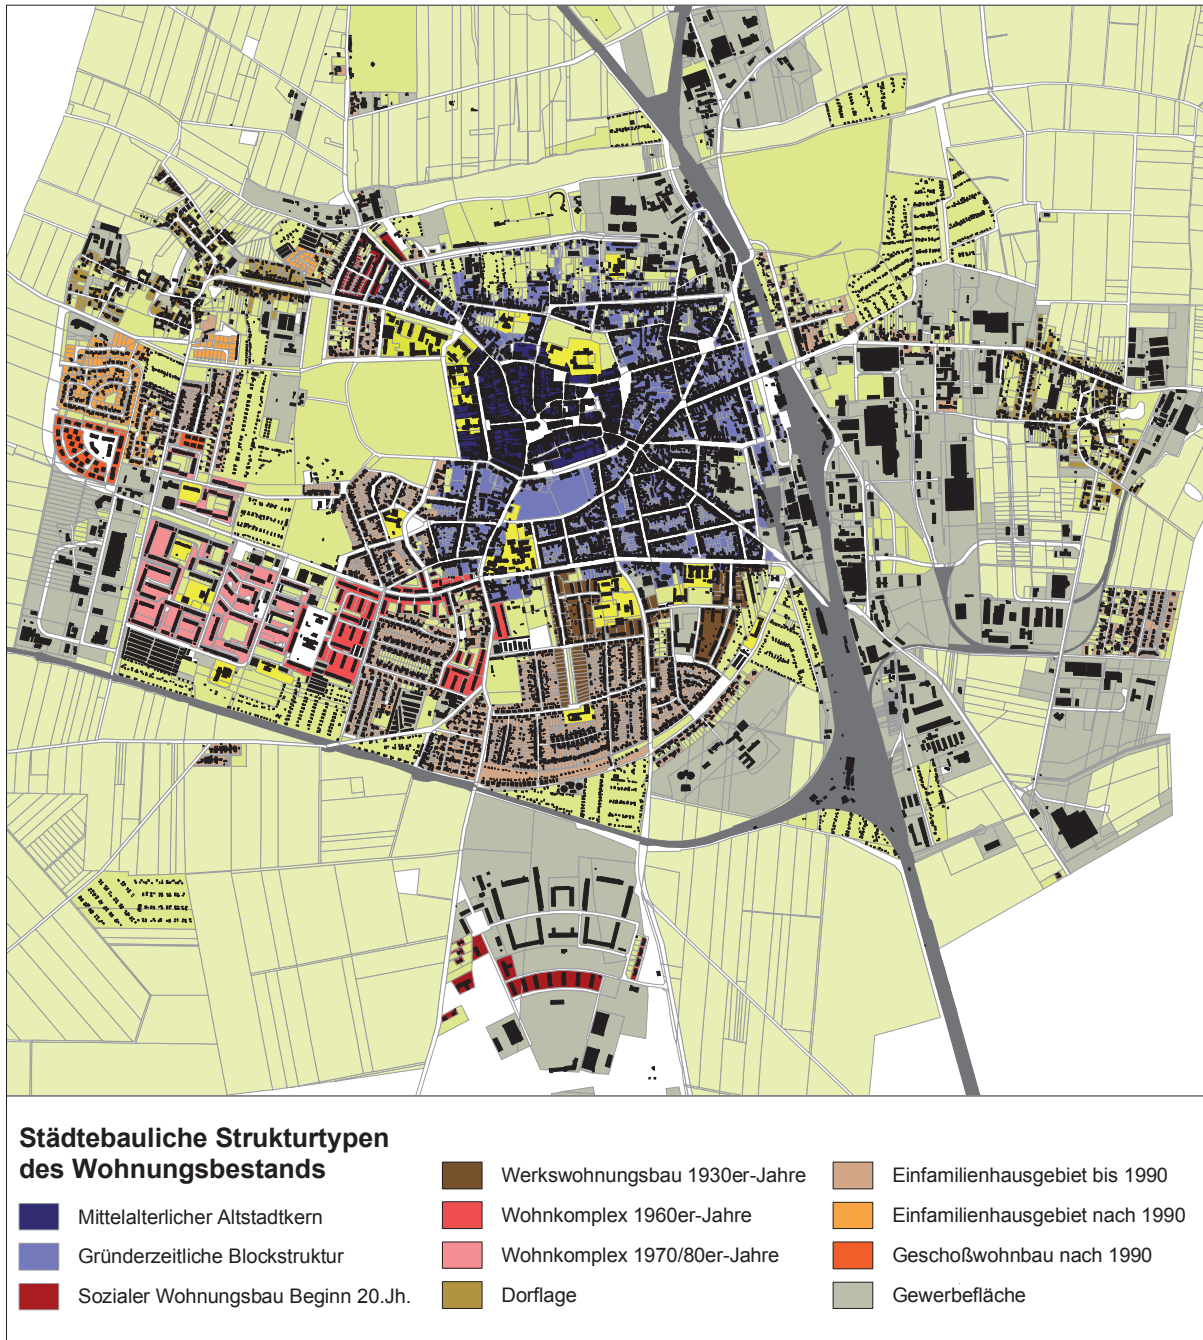 Städtebauliche Strukturtypen
des Wohnungsbestands
Mittelalterlicher Altstadtkern
Gründerzeitliche Blockstruktur
Sozialer Wohnungsbau Beginn 20.Jh.
Werkswohnungsbau 1930er-Jahre
Wohnkomplex 1960er-Jahre
Wohnkomplex 1970/80er-Jahre
Dorflage
Einfamilienhausgebiet bis 1990
Einfamilienhausgebiet nach 1990
Geschoßwohnbau nach 1990
Gewerbefläche